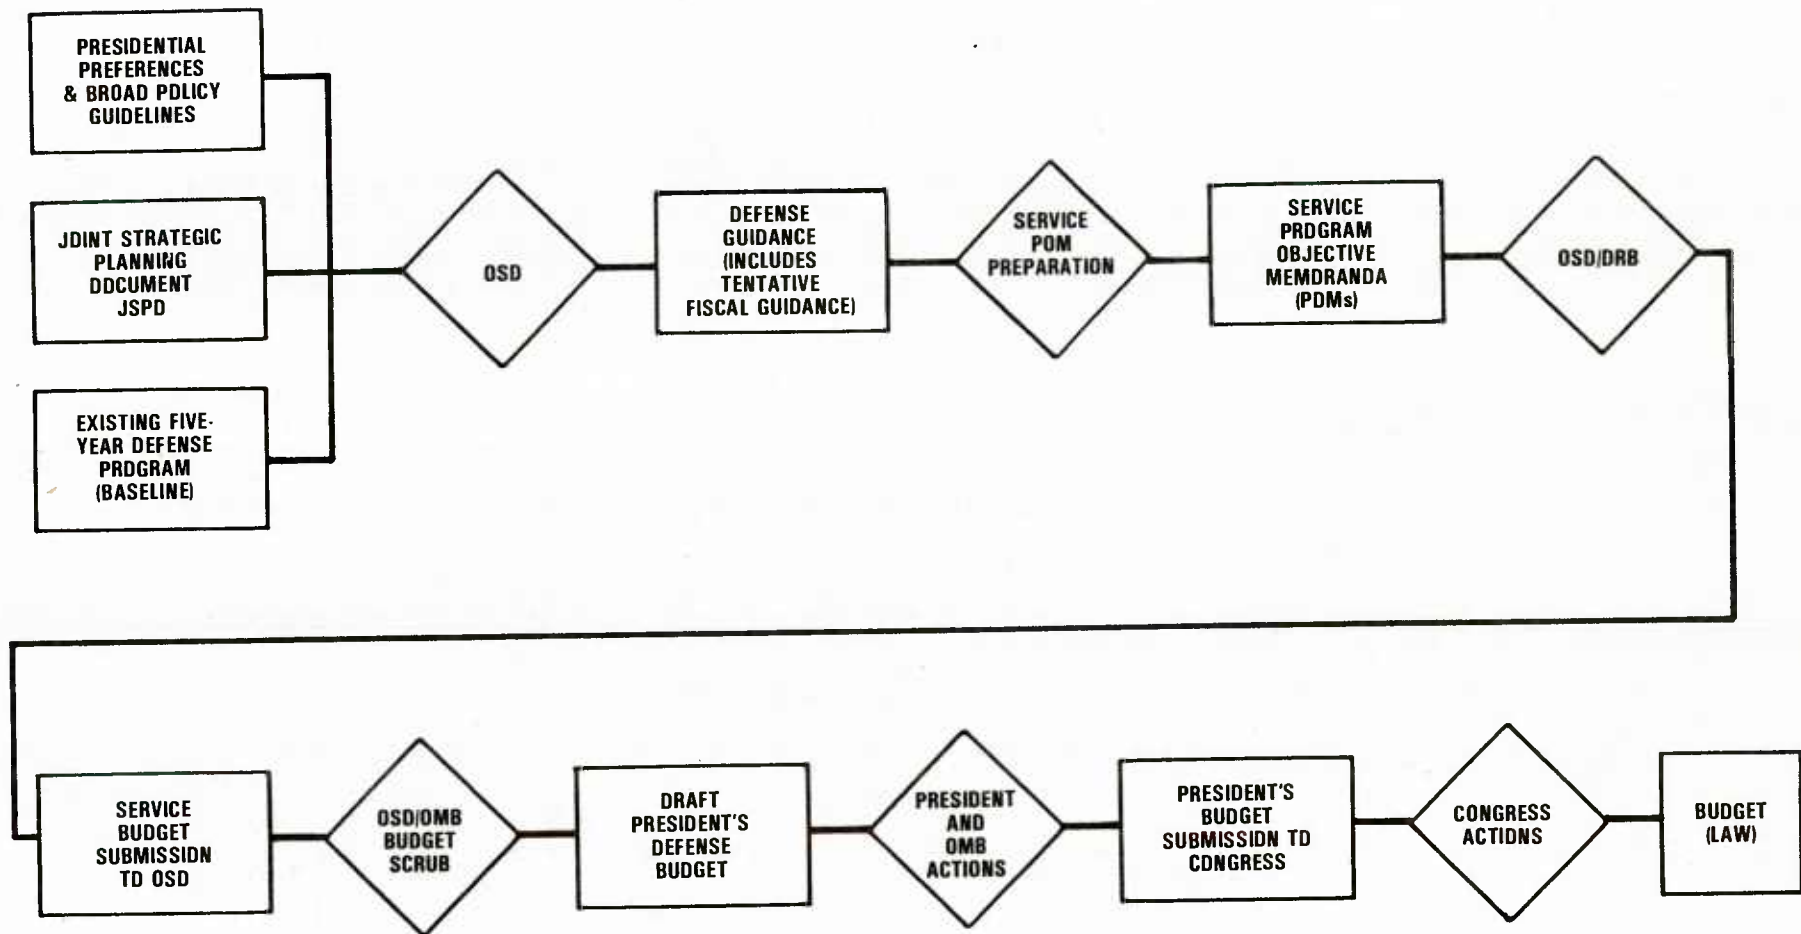 PRESIDENTIAL
PREFERENCES
& BROAD PDLICY
GUIDELINES
JDINT STRATEGIC
PLANNING
DDCUMENT
JSPD
EXISTING FIVE-
YEAR DEFENSE
PRDGRAM
(BASELINE)
OSD
DEFENSE
GUIDANCE
(INCLUDES
TENTATIVE
FISCAL GUIDANCE)
SERVICE
POM
PREPARATION
SERVICE
PRDGRAM
OBJECTIVE
MEMDRANDA
(PDMs)
OSD/DRB
SERVICE
BUDGET
SUBMISSIDN
TD OSD
OSD/OMB
BUDGET
SCRUB
DRAFT
PRESIDENT'S
DEFENSE
BUDGET
PRESIDENT
AND
OMB
ACTIONS
PRESIDENT'S
BUDGET
SUBMISSIDN TD
CDNGRESS
CONGRESS
ACTIDNS
BUDGET
(LAW)